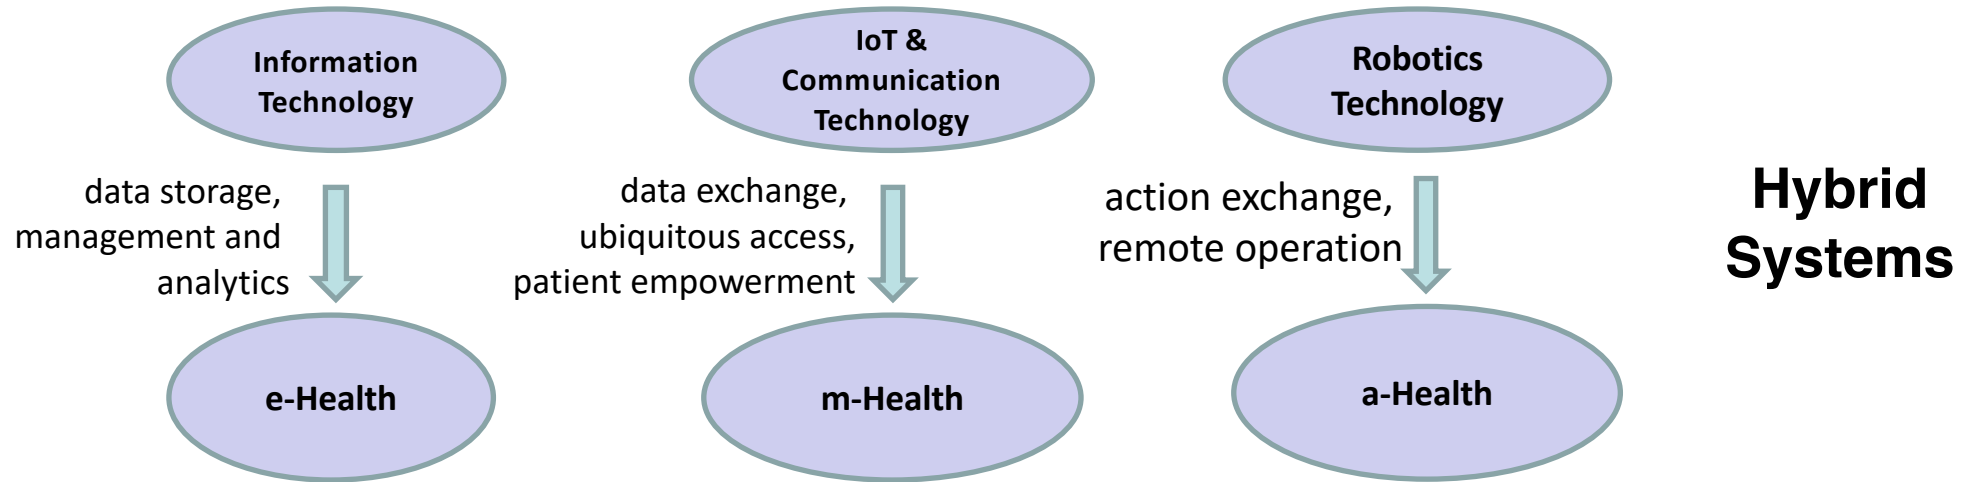 Information
Technology
data storage,
management and
analytics
e-Health
IoT &
Communication
Technology
data exchange,
ubiquitous access,
patient empowerment
m-Health
Robotics
Technology
action exchange,
remote operation
a-Health
Hybrid
Systems